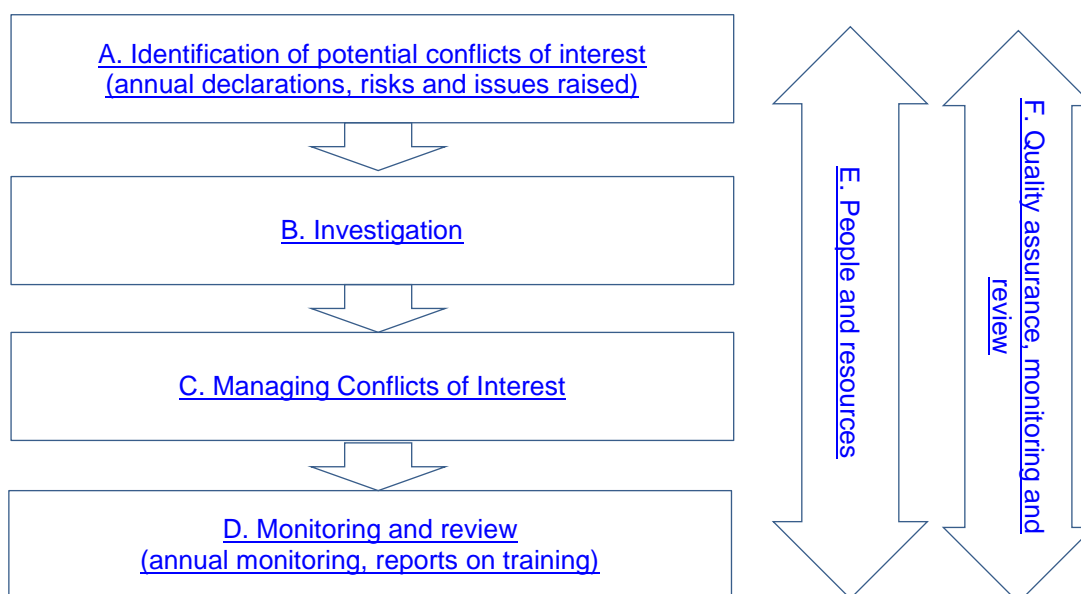 A. Identification of potential conflicts of interest
(annual declarations, risks and issues raised)
B. Investigation
C. Managing Conflicts of Interest
D. Monitoring and review
(annual monitoring, reports on training)
E. People and resources
F. Quality assurance, monitoring and
review